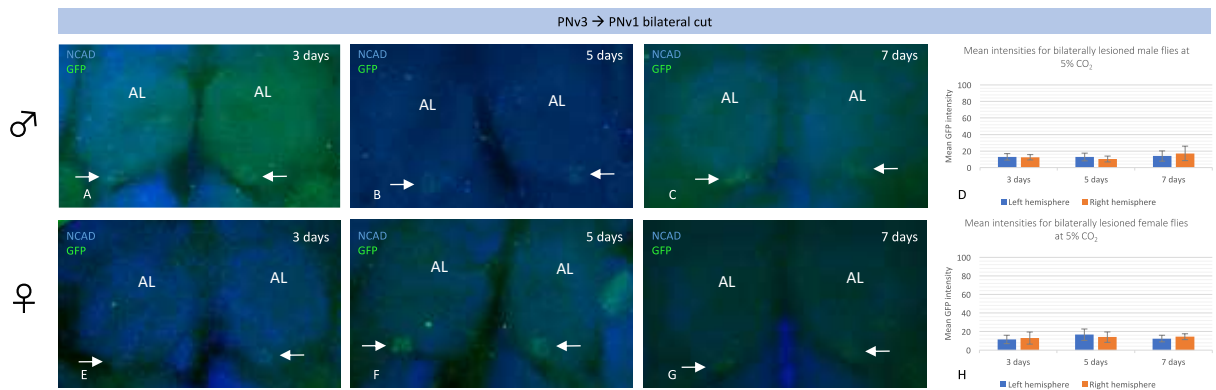 PNv3 → PNv1 bilateral cut
♂
NCAD
GFP
3 days
AL
AL
A
NCAD
GFP
5 days
AL
AL
B
NCAD
GFP
7 days
AL
AL
C
Mean intensities for bilaterally lesioned male flies at
5% CO₂
Mean GFP intensity
100
80
60
40
20
0
3 days
5 days
7 days
D
Left hemisphere
Right hemisphere
♀
NCAD
GFP
3 days
AL
AL
E
NCAD
GFP
5 days
AL
AL
F
NCAD
GFP
7 days
AL
AL
G
Mean intensities for bilaterally lesioned female flies
at 5% CO₂
Mean GFP intensity
100
80
60
40
20
0
3 days
5 days
7 days
H
Left hemisphere
Right hemisphere